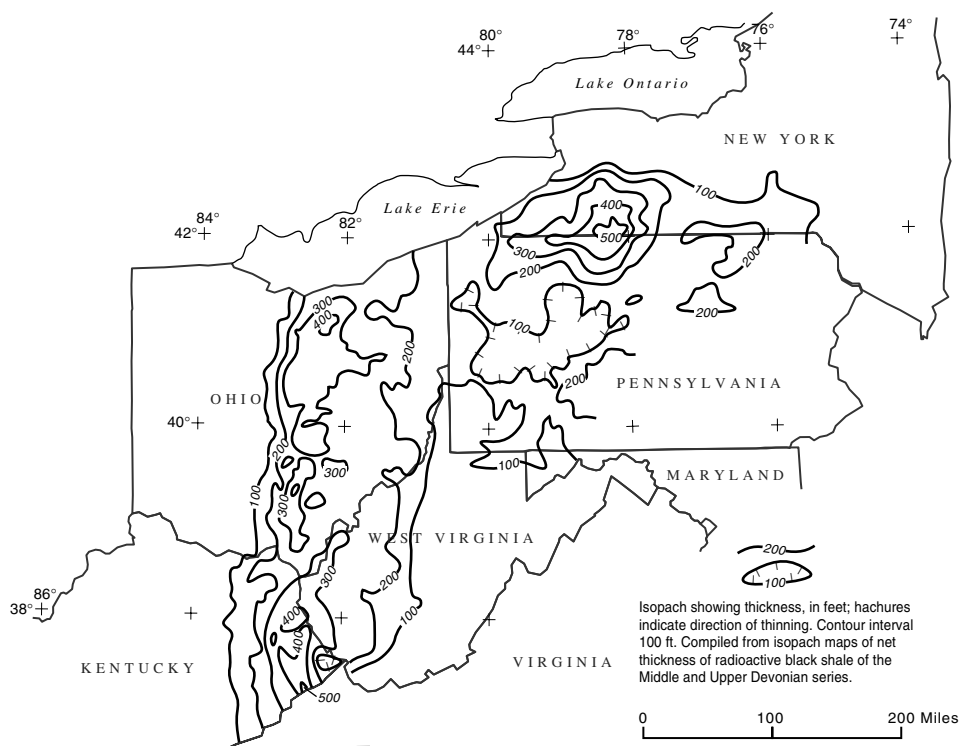 74°
80°
78°
76°
44°
Lake Ontario
NEW YORK
100
84°
82°
Lake Erie
42°
400
500
300
200
200
300
400
100
200
200
200
PENNSYLVANIA
OHIO
40°
200
300
100
MARYLAND
100
300
WEST VIRGINIA
200
100
300
86°
38°
200
100
400
400
100
KENTUCKY
VIRGINIA
500
Isopach showing thickness, in feet; hachures
indicate direction of thinning. Contour interval
100 ft. Compiled from isopach maps of net
thickness of radioactive black shale of the
Middle and Upper Devonian series.
0 100 200 Miles